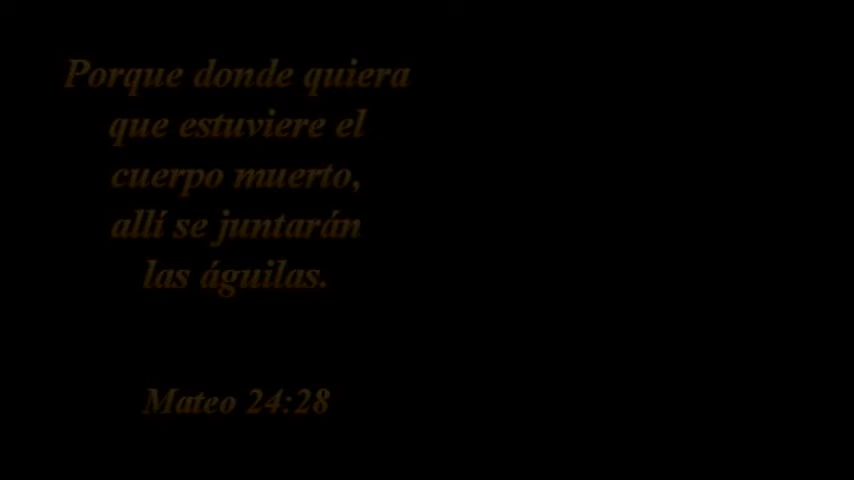 Porque donde quiera
que estuviere el
cuerpo muerto,
allí se juntarán
las águilas.
Mateo 24:28